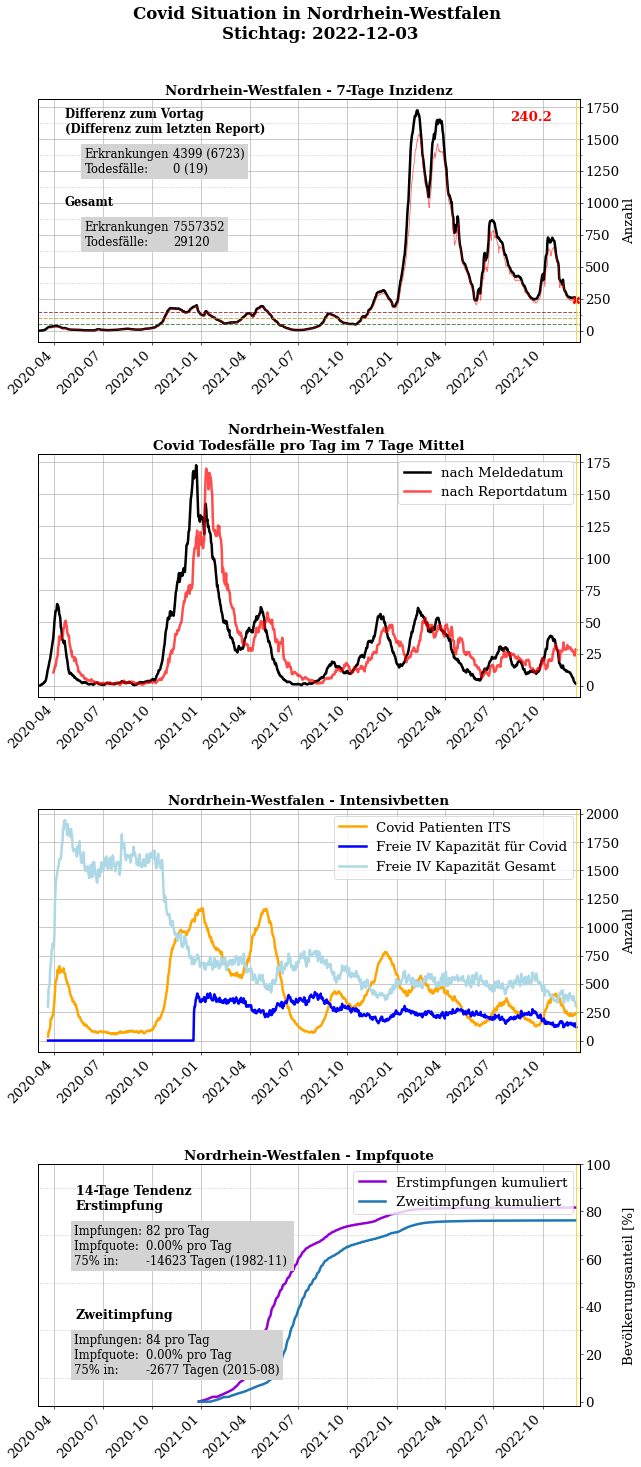 Covid Situation in Nordrhein-Westfalen
Stichtag: 2022-12-03
Nordrhein-Westfalen - 7-Tage Inzidenz
Differenz zum Vortag
(Differenz zum letzten Report)
Erkrankungen 4399 (6723)
Todesfälle: 0 (19)
Gesamt
Erkrankungen 7557352
Todesfälle: 29120
240.2
1750
1500
1250
1000
750
500
250
0
Anzahl
2020-04 2020-07 2020-10 2021-01 2021-04 2021-07 2021-10 2022-01 2022-04 2022-07 2022-10
Nordrhein-Westfalen
Covid Todesfälle pro Tag im 7 Tage Mittel
nach Meldedatum
nach Reportdatum
175
150
125
100
75
50
25
0
2020-04 2020-07 2020-10 2021-01 2021-04 2021-07 2021-10 2022-01 2022-04 2022-07 2022-10
Nordrhein-Westfalen - Intensivbetten
Covid Patienten ITS
Freie IV Kapazität für Covid
Freie IV Kapazität Gesamt
2000
1750
1500
1250
1000
750
500
250
0
Anzahl
2020-04 2020-07 2020-10 2021-01 2021-04 2021-07 2021-10 2022-01 2022-04 2022-07 2022-10
Nordrhein-Westfalen - Impfquote
14-Tage Tendenz
Erstimpfung
Impfungen: 82 pro Tag
Impfquote: 0.00% pro Tag
75% in: -14623 Tagen (1982-11)
Zweitimpfung
Impfungen: 84 pro Tag
Impfquote: 0.00% pro Tag
75% in: -2677 Tagen (2015-08)
Erstimpfungen kumuliert
Zweitimpfung kumuliert
100
80
60
40
20
0
Bevölkerungsanteil [%]
2020-04 2020-07 2020-10 2021-01 2021-04 2021-07 2021-10 2022-01 2022-04 2022-07 2022-10